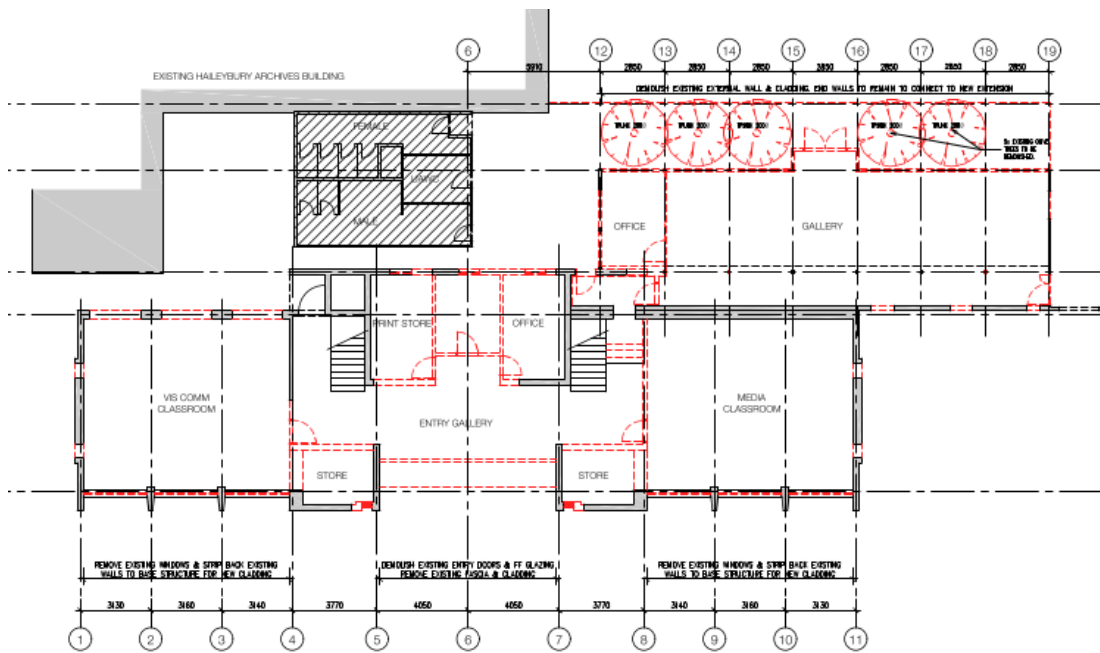 6 12 13 14 15 16 17 18 19
5910 2850 2850 2850 2850 2850 2850 2850
EXISTING HAILEYBURY ARCHIVES BUILDING
DEMOLISH EXISTING EXTERNAL WALL & CLADDING. END WALLS TO REMAIN TO CONNECT TO NEW EXTENSION
FEMALE
MALE
OFFICE
GALLERY
PRINT STORE
OFFICE
VIS COMM
CLASSROOM
ENTRY GALLERY
MEDIA
CLASSROOM
STORE
STORE
REMOVE EXISTING WINDOWS & STRIP BACK EXISTING
WALLS TO BASE STRUCTURE FOR NEW CLADDING
DEMOLISH EXISTING ENTRY DOORS & FF GLAZING
REMOVE EXISTING FASCIA & CLADDING
REMOVE EXISTING WINDOWS & STRIP BACK EXISTING
WALLS TO BASE STRUCTURE FOR NEW CLADDING
3130 3160 3140 3770 4050 4050 3770 3140 3160 3130
1 2 3 4 5 6 7 8 9 10 11